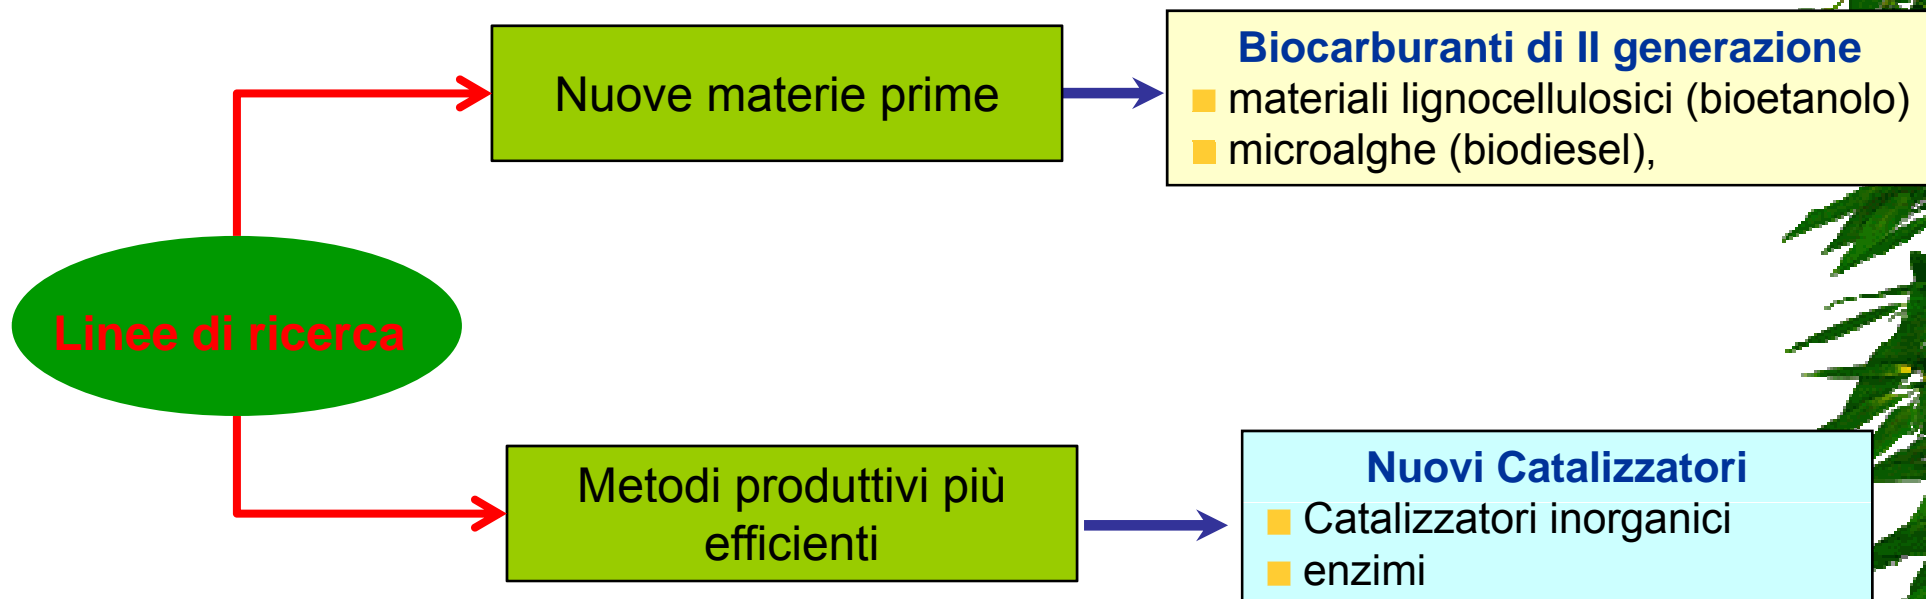 Nuove materie prime
Biocarburanti di II generazione
materiali lignocellulosici (bioetanolo)
microalghe (biodiesel),
Linee di ricerca
Metodi produttivi più
efficienti
Nuovi Catalizzatori
Catalizzatori inorganici
enzimi